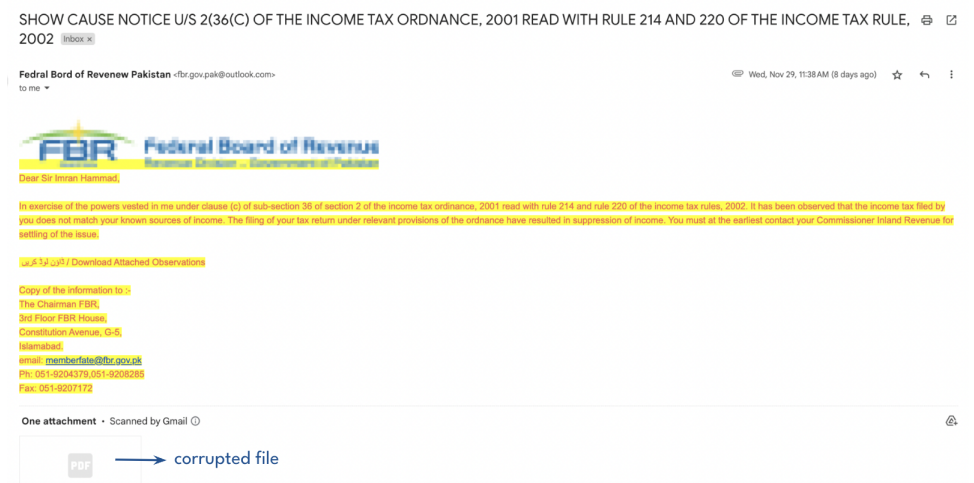 SHOW CAUSE NOTICE U/S 2(36(C) OF THE INCOME TAX ORDNANCE, 2001 READ WITH RULE 214 AND 220 OF THE INCOME TAX RULE,
2002 Inbox ×
Fedral Bord of Revenew Pakistan <fbr.gov.pak@outlook.com>
Wed, Nov 29, 11:38 AM (8 days ago)
to me
FBR Federal Board of Revenue
Revenue Division – Government of Pakistan
Dear Sir Imran Hammad,
In exercise of the powers vested in me under clause (c) of sub-section 36 of section 2 of the income tax ordinance, 2001 read with rule 214 and rule 220 of the income tax rules, 2002. It has been observed that the income tax filed by
you does not match your known sources of income. The filing of your tax return under relevant provisions of the ordnance have resulted in suppression of income. You must at the earliest contact your Commissioner Inland Revenue for
settling of the issue.
ڈاؤن لوڈ کریں / Download Attached Observations
Copy of the information to :-
The Chairman FBR,
3rd Floor FBR House,
Constitution Avenue, G-5,
Islamabad.
email: memberfate@fbr.gov.pk
Ph: 051-9204379,051-9208285
Fax: 051-9207172
One attachment • Scanned by Gmail
PDF
corrupted file